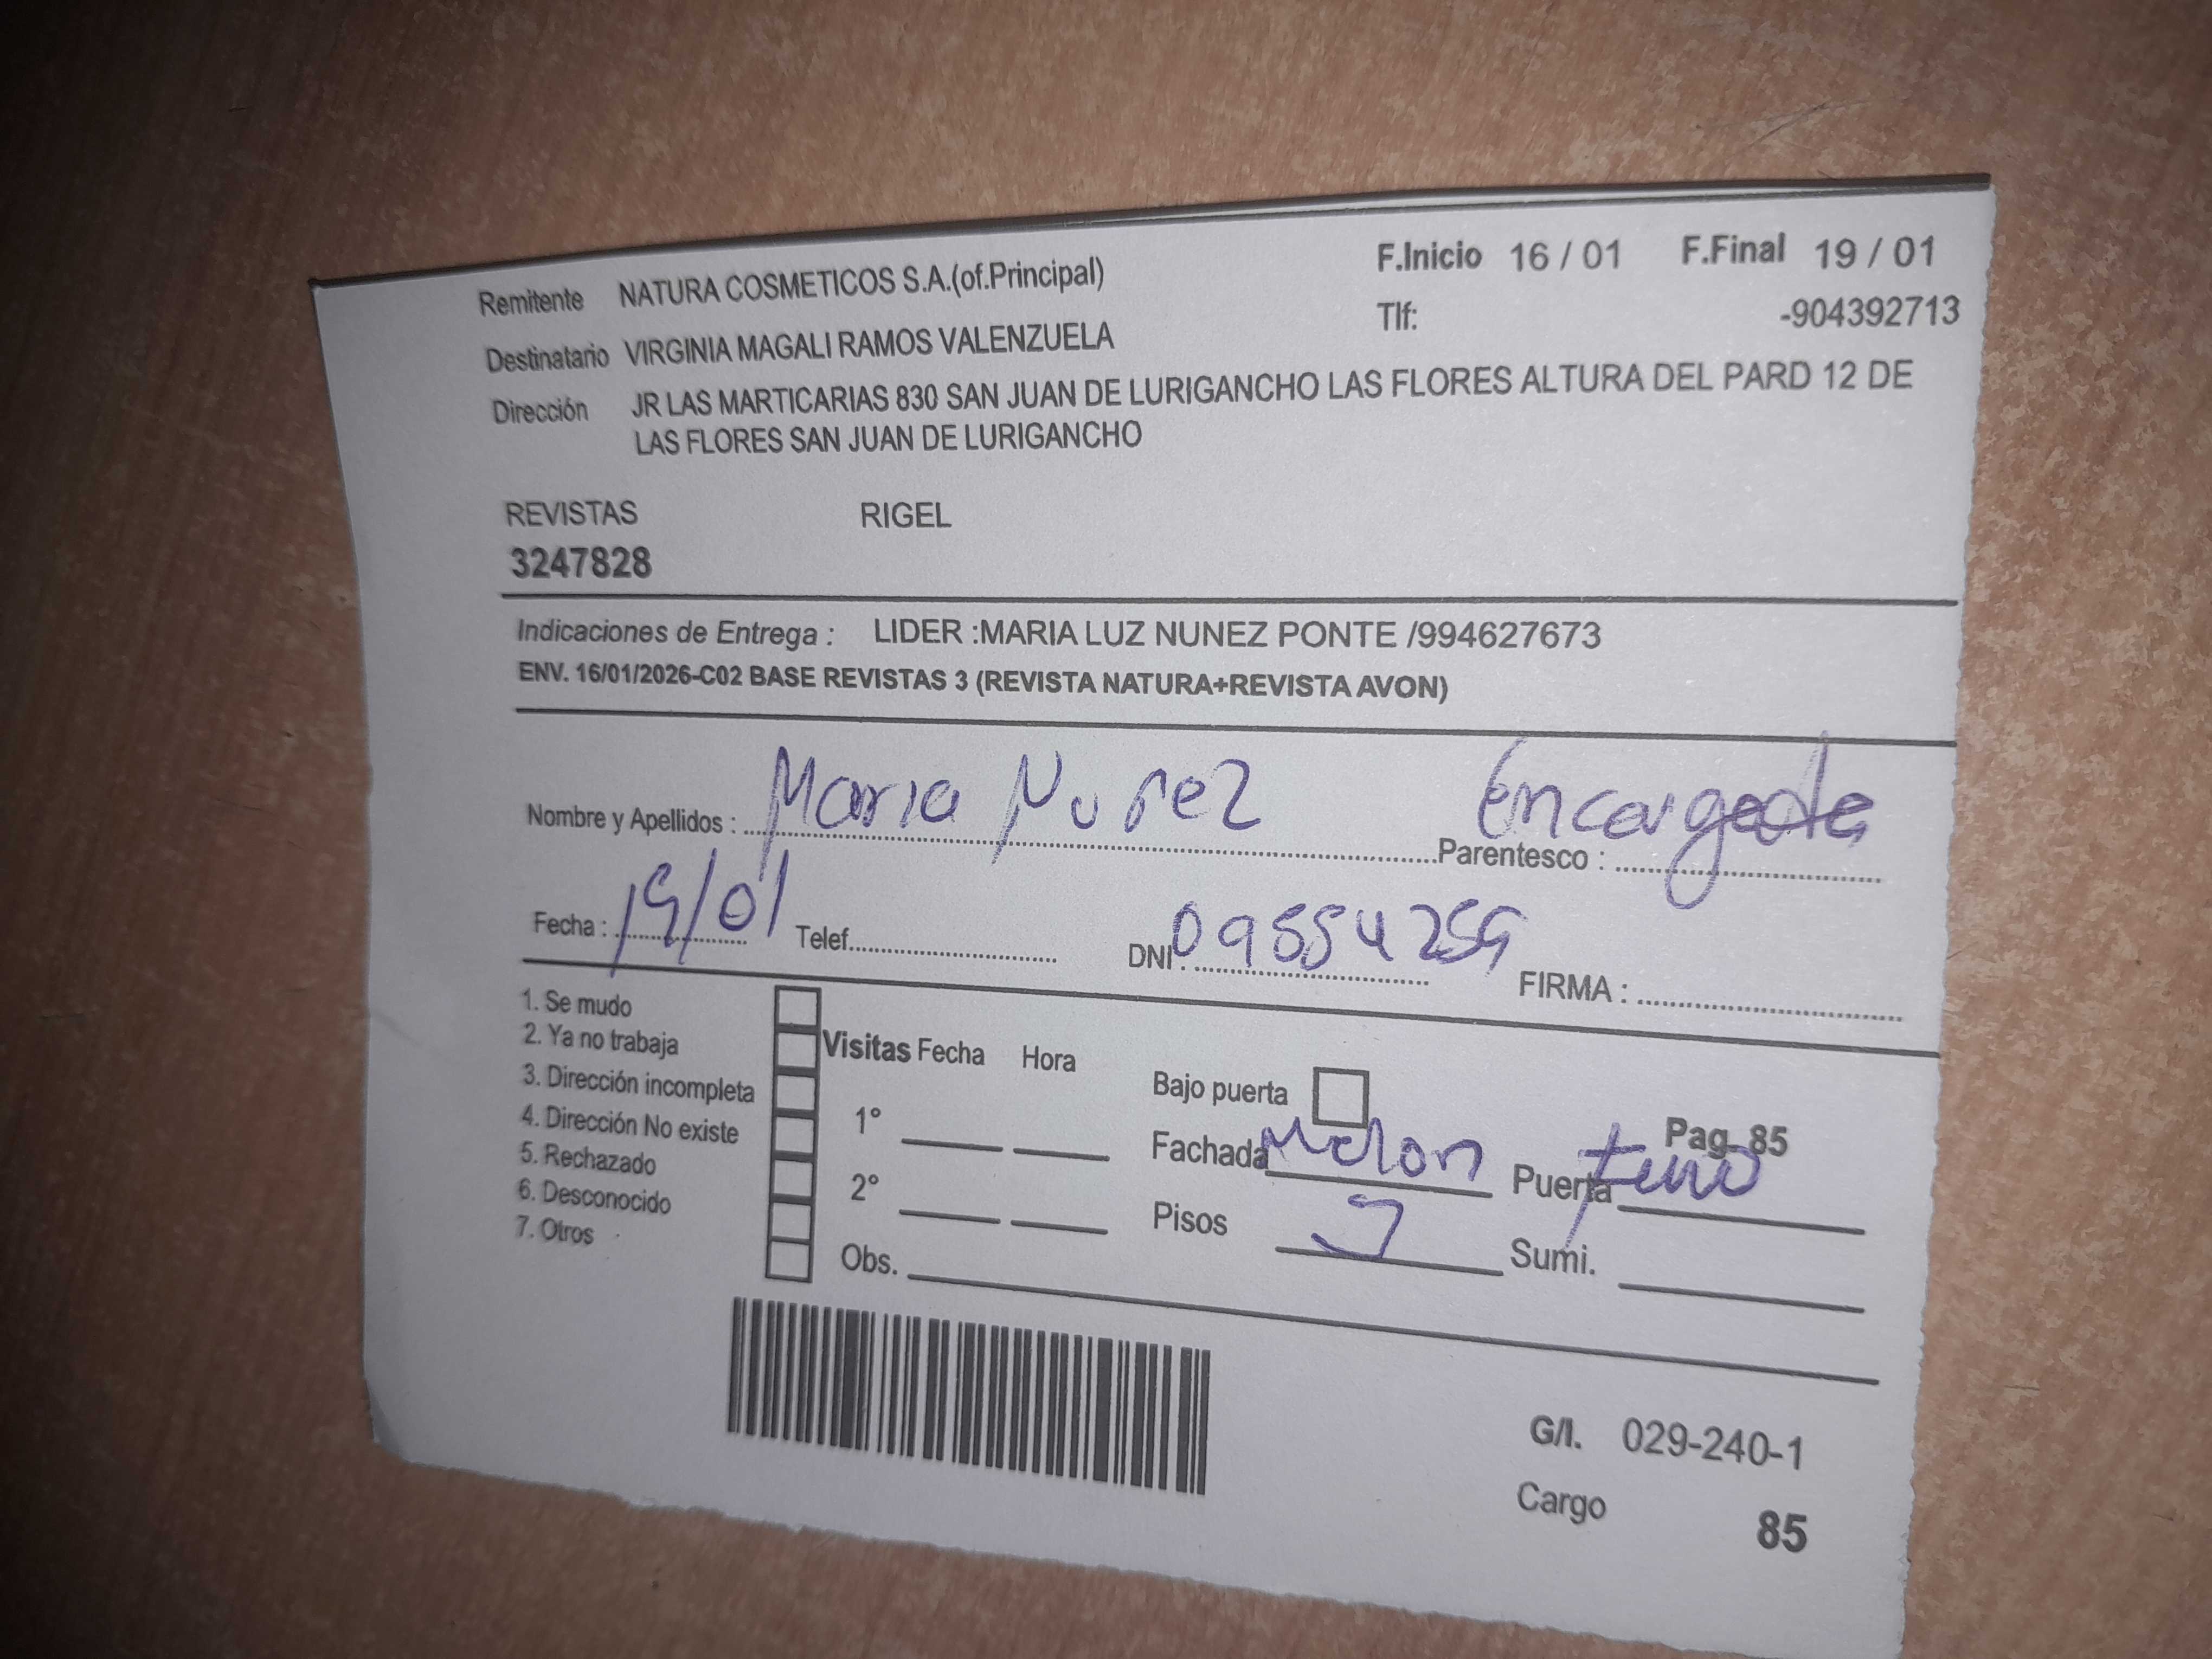 Remitente NATURA COSMETICOS S.A.(of.Principal) F.Inicio 16 / 01 F.Final 19 / 01
Destinatario VIRGINIA MAGALI RAMOS VALENZUELA Tlf: -904392713
Dirección JR LAS MARTICARIAS 830 SAN JUAN DE LURIGANCHO LAS FLORES ALTURA DEL PARD 12 DE
LAS FLORES SAN JUAN DE LURIGANCHO
REVISTAS RIGEL
3247828
Indicaciones de Entrega : LIDER :MARIA LUZ NUNEZ PONTE /994627673
ENV. 16/01/2026-C02 BASE REVISTAS 3 (REVISTA NATURA+REVISTA AVON)
Nombre y Apellidos : Maria Nuñez Parentesco : Encargada
Fecha : 19/01 Telef. DNI : FIRMA :
1. Se mudo
2. Ya no trabaja
3. Dirección incompleta
4. Dirección No existe
5. Rechazado
6. Desconocido
7. Otros
Visitas Fecha Hora
1°
2°
Obs.
Bajo puerta
Pag. 85
Fachada Melon Puerta
Pisos Sumi.
G/I. 029-240-1
Cargo 85